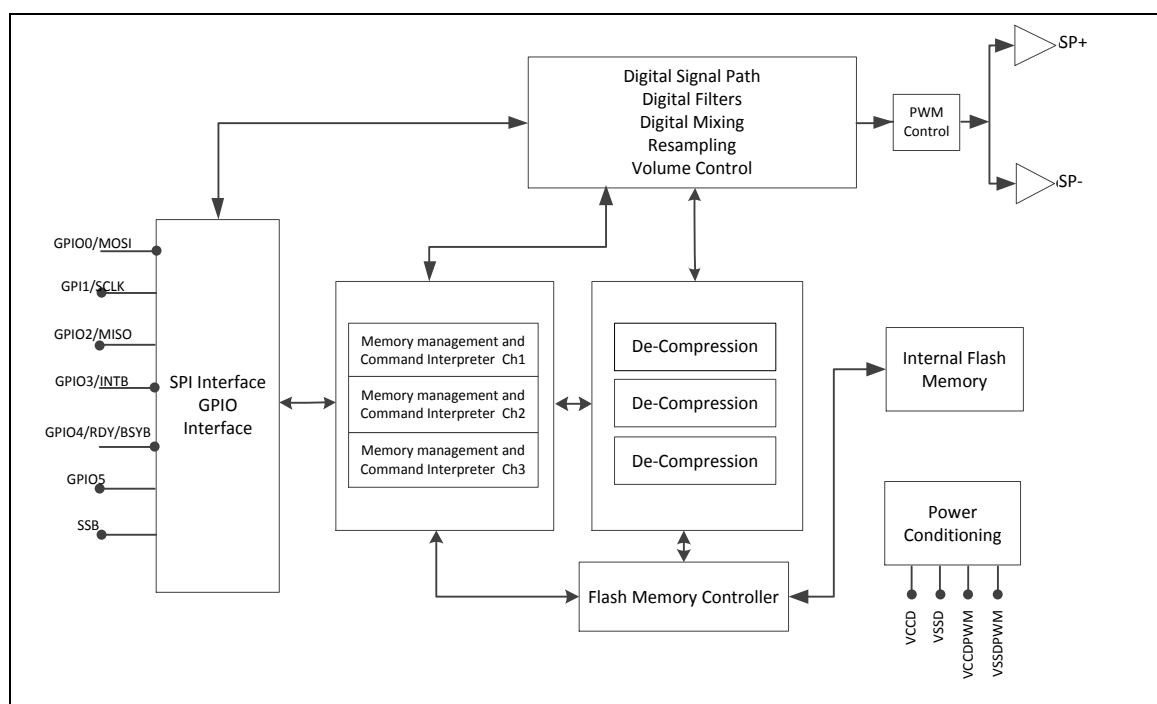 Digital Signal Path
Digital Filters
Digital Mixing
Resampling
Volume Control
PWM
Control
SP+
SP-
GPIO0/MOSI
GPI1/SCLK
GPIO2/MISO
GPIO3/INTB
GPIO4/RDY/BSYB
GPIO5
SSB
SPI Interface
GPIO
Interface
Memory management and
Command Interpreter Ch1
Memory management and
Command Interpreter Ch2
Memory management and
Command Interpreter Ch3
De-Compression
De-Compression
De-Compression
Internal Flash
Memory
Flash Memory Controller
Power
Conditioning
VCCD
VSSD
VCCDPWM
VSSDPWM